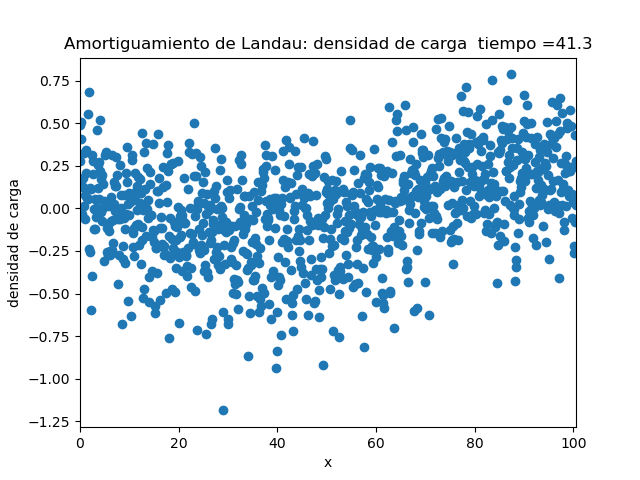 Amortiguamiento de Landau: densidad de carga  tiempo =41.3
densidad de carga
0.75
0.50
0.25
0.00
−0.25
−0.50
−0.75
−1.00
−1.25
0 20 40 60 80 100
x